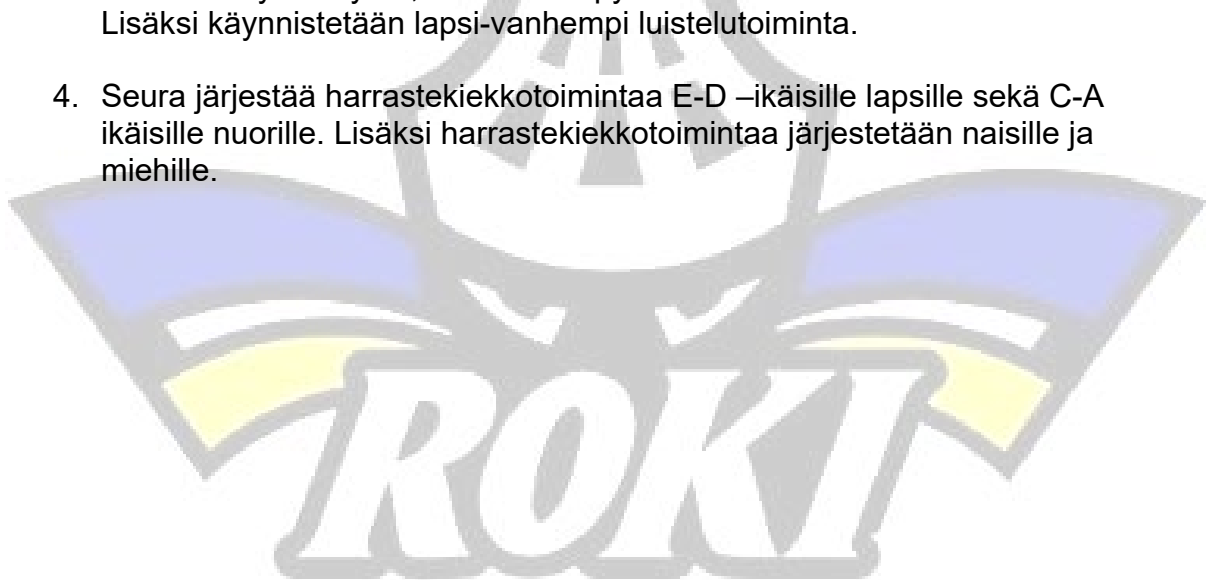 Lisäksi käynnistetään lapsi-vanhempi luistelutoiminta.
4. Seura järjestää harrastekiekkotoimintaa E-D –ikäisille lapsille sekä C-A
ikäisille nuorille. Lisäksi harrastekiekkotoimintaa järjestetään naisille ja
miehille.
ROKI